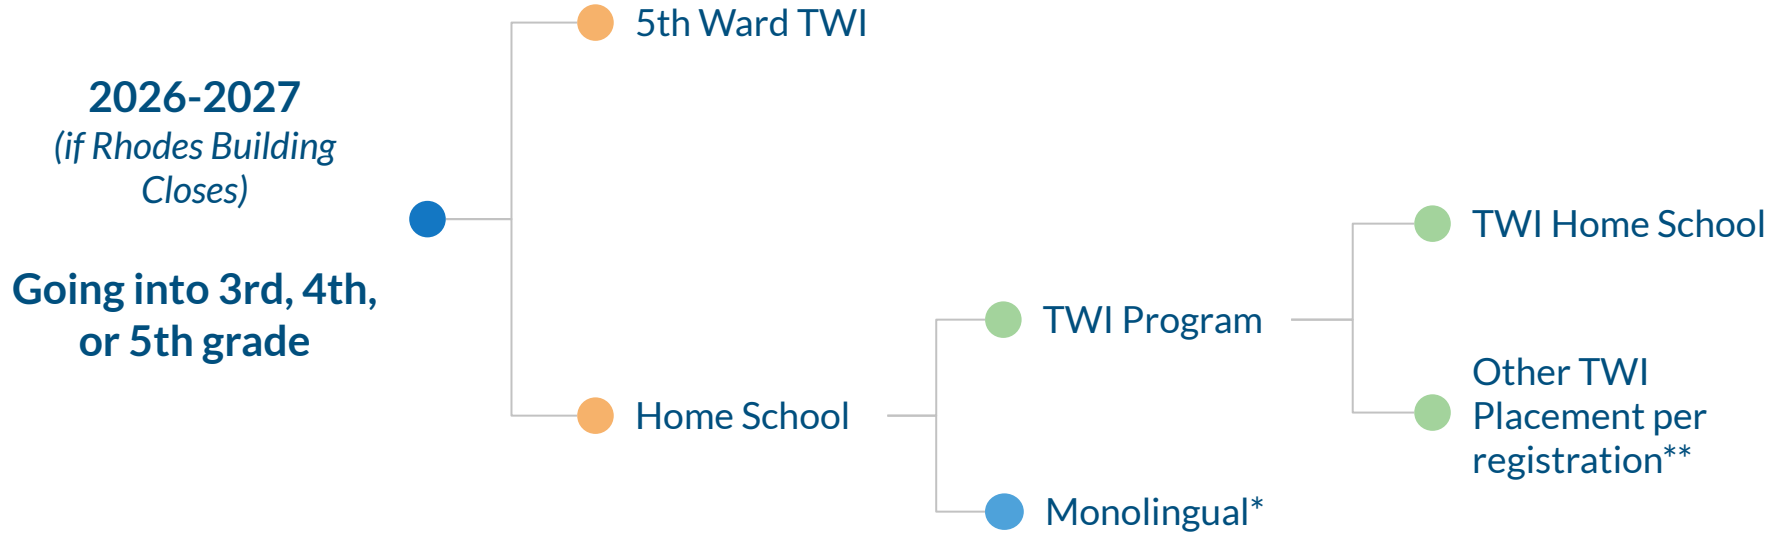 2026-2027
(if Rhodes Building
Closes)
Going into 3rd, 4th,
or 5th grade
5th Ward TWI
Home School
TWI Program
Monolingual*
TWI Home School
Other TWI
Placement per
registration**